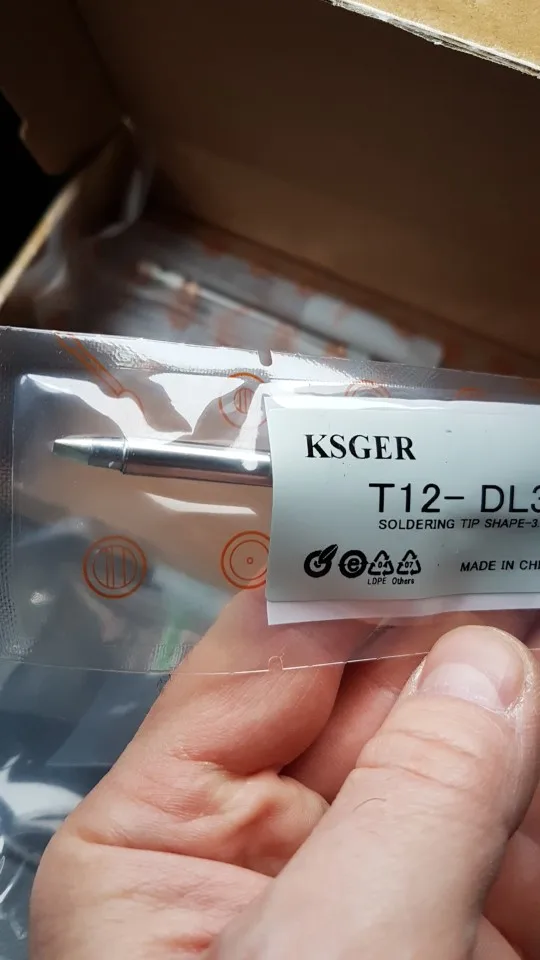 KSGER
T12- DL3
SOLDERING TIP SHAPE-3
04 07
LDPE Others
MADE IN CHI